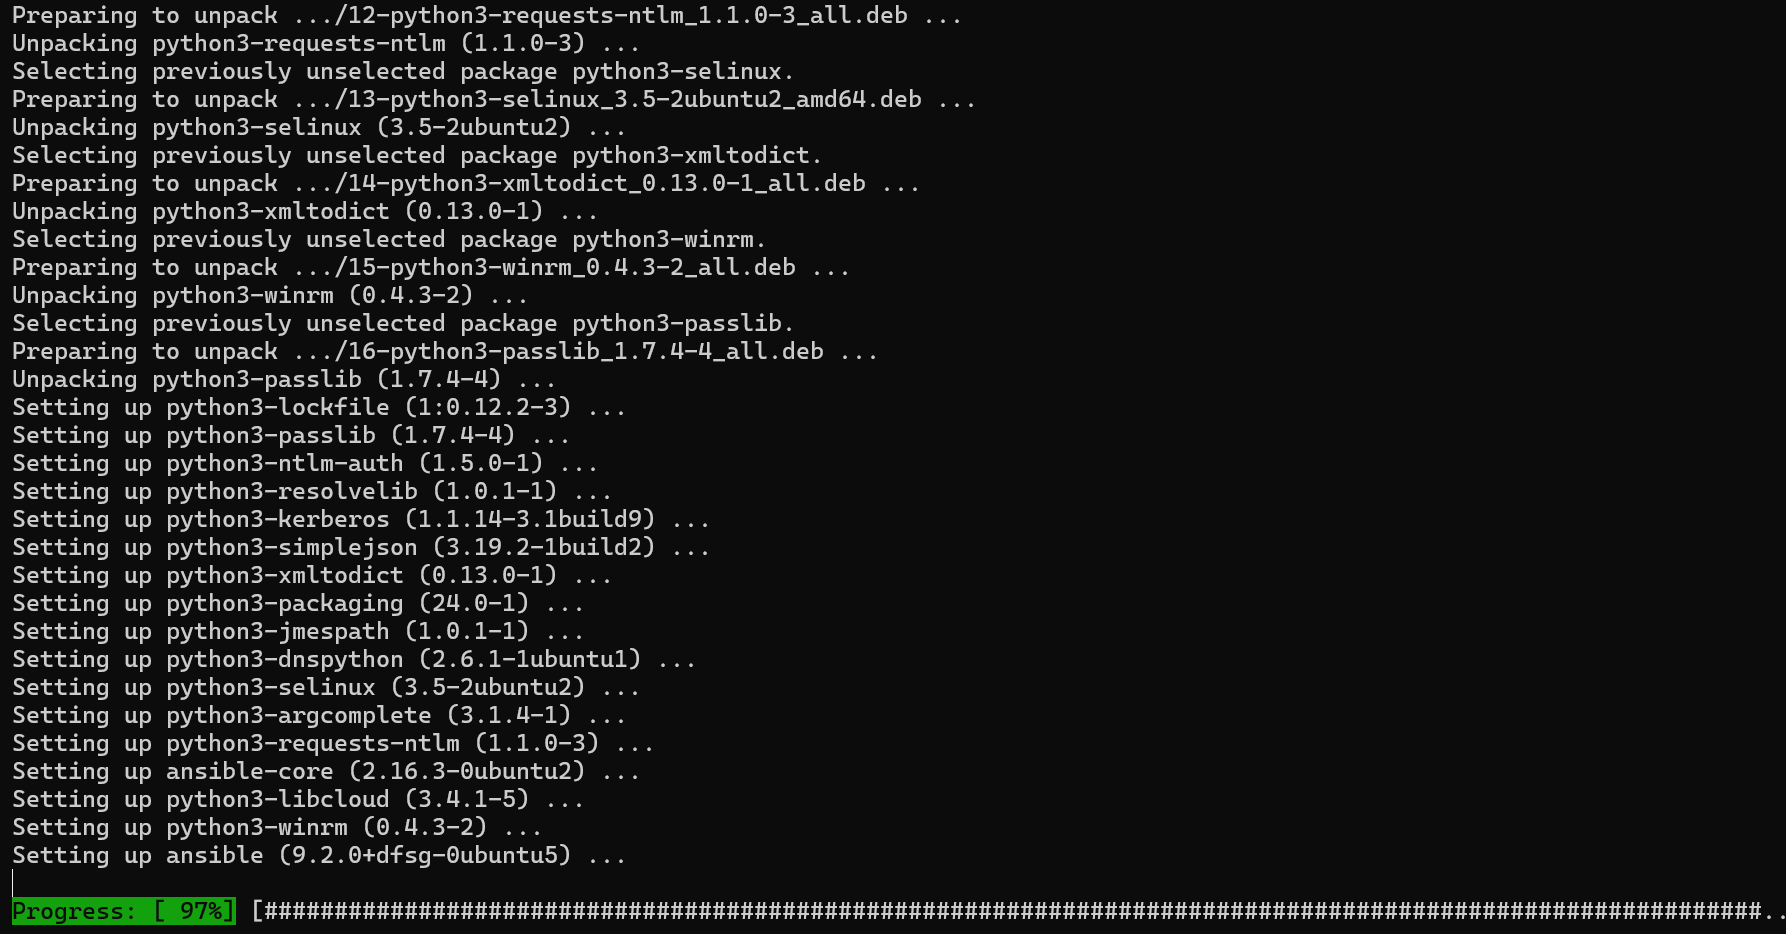 Preparing to unpack .../12-python3-requests-ntlm_1.1.0-3_all.deb ...
Unpacking python3-requests-ntlm (1.1.0-3) ...
Selecting previously unselected package python3-selinux.
Preparing to unpack .../13-python3-selinux_3.5-2ubuntu2_amd64.deb ...
Unpacking python3-selinux (3.5-2ubuntu2) ...
Selecting previously unselected package python3-xmltodict.
Preparing to unpack .../14-python3-xmltodict_0.13.0-1_all.deb ...
Unpacking python3-xmltodict (0.13.0-1) ...
Selecting previously unselected package python3-winrm.
Preparing to unpack .../15-python3-winrm_0.4.3-2_all.deb ...
Unpacking python3-winrm (0.4.3-2) ...
Selecting previously unselected package python3-passlib.
Preparing to unpack .../16-python3-passlib_1.7.4-4_all.deb ...
Unpacking python3-passlib (1.7.4-4) ...
Setting up python3-lockfile (1:0.12.2-3) ...
Setting up python3-passlib (1.7.4-4) ...
Setting up python3-ntlm-auth (1.5.0-1) ...
Setting up python3-resolvelib (1.0.1-1) ...
Setting up python3-kerberos (1.1.14-3.1build9) ...
Setting up python3-simplejson (3.19.2-1build2) ...
Setting up python3-xmltodict (0.13.0-1) ...
Setting up python3-packaging (24.0-1) ...
Setting up python3-jmespath (1.0.1-1) ...
Setting up python3-dnspython (2.6.1-1ubuntu1) ...
Setting up python3-selinux (3.5-2ubuntu2) ...
Setting up python3-argcomplete (3.1.4-1) ...
Setting up python3-requests-ntlm (1.1.0-3) ...
Setting up ansible-core (2.16.3-0ubuntu2) ...
Setting up python3-libcloud (3.4.1-5) ...
Setting up python3-winrm (0.4.3-2) ...
Setting up ansible (9.2.0+dfsg-0ubuntu5) ...
Progress: [ 97%] [###########################################################################################################..